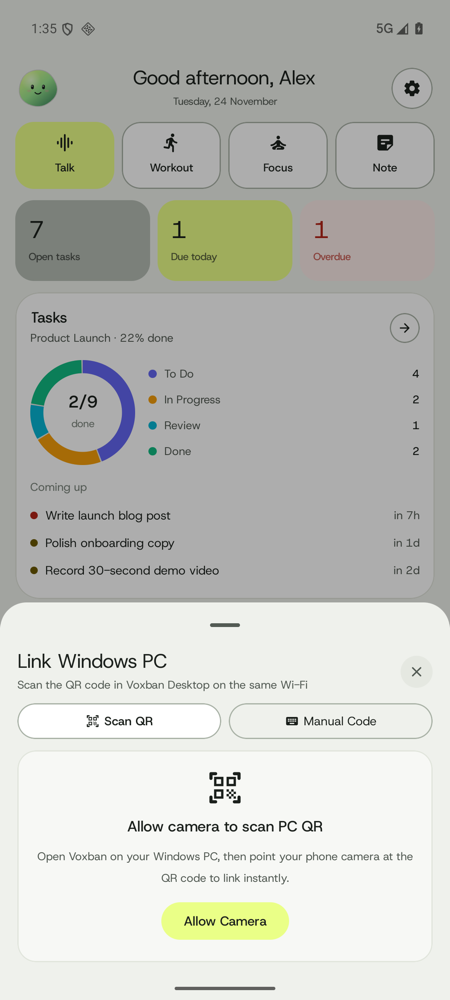 1:35
5G
Good afternoon, Alex
Tuesday, 24 November
Talk
Workout
Focus
Note
7
Open tasks
1
Due today
1
Overdue
Tasks
Product Launch · 22% done
2/9
done
To Do 4
In Progress 2
Review 1
Done 2
Coming up
Write launch blog post in 7h
Polish onboarding copy in 1d
Record 30-second demo video in 2d
Link Windows PC
Scan the QR code in Voxban Desktop on the same Wi-Fi
Scan QR
Manual Code
Allow camera to scan PC QR
Open Voxban on your Windows PC, then point your phone camera at the
QR code to link instantly.
Allow Camera